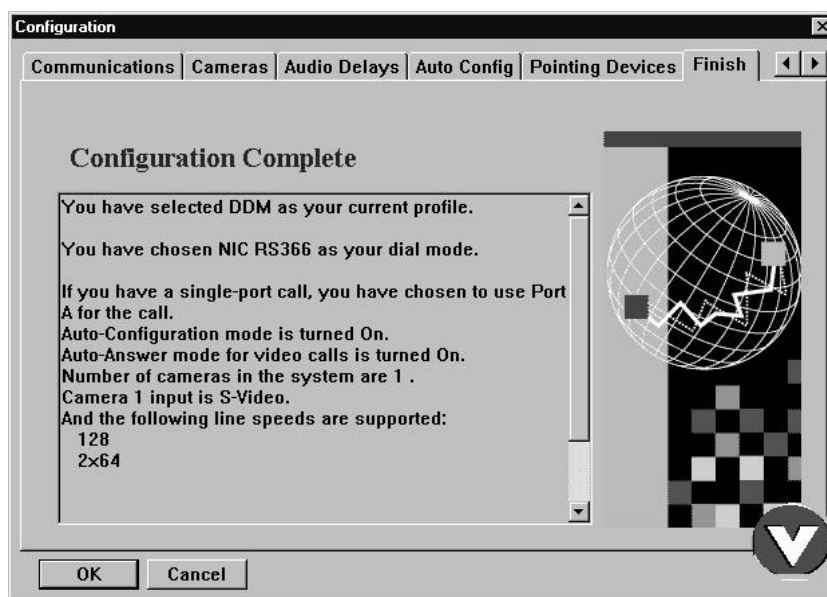 Configuration
Communications Cameras Audio Delays Auto Config Pointing Devices Finish
Configuration Complete
You have selected DDM as your current profile.
You have chosen NIC RS366 as your dial mode.
If you have a single-port call, you have chosen to use Port
A for the call.
Auto-Configuration mode is turned On.
Auto-Answer mode for video calls is turned On.
Number of cameras in the system are 1 .
Camera 1 input is S-Video.
And the following line speeds are supported:
128
2x64
V
OK Cancel